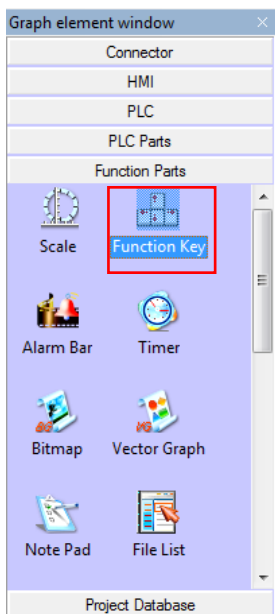 Graph element window
Connector
HMI
PLC
PLC Parts
Function Parts
Scale
Function Key
Alarm Bar
Timer
Bitmap
Vector Graph
Note Pad
File List
Project Database